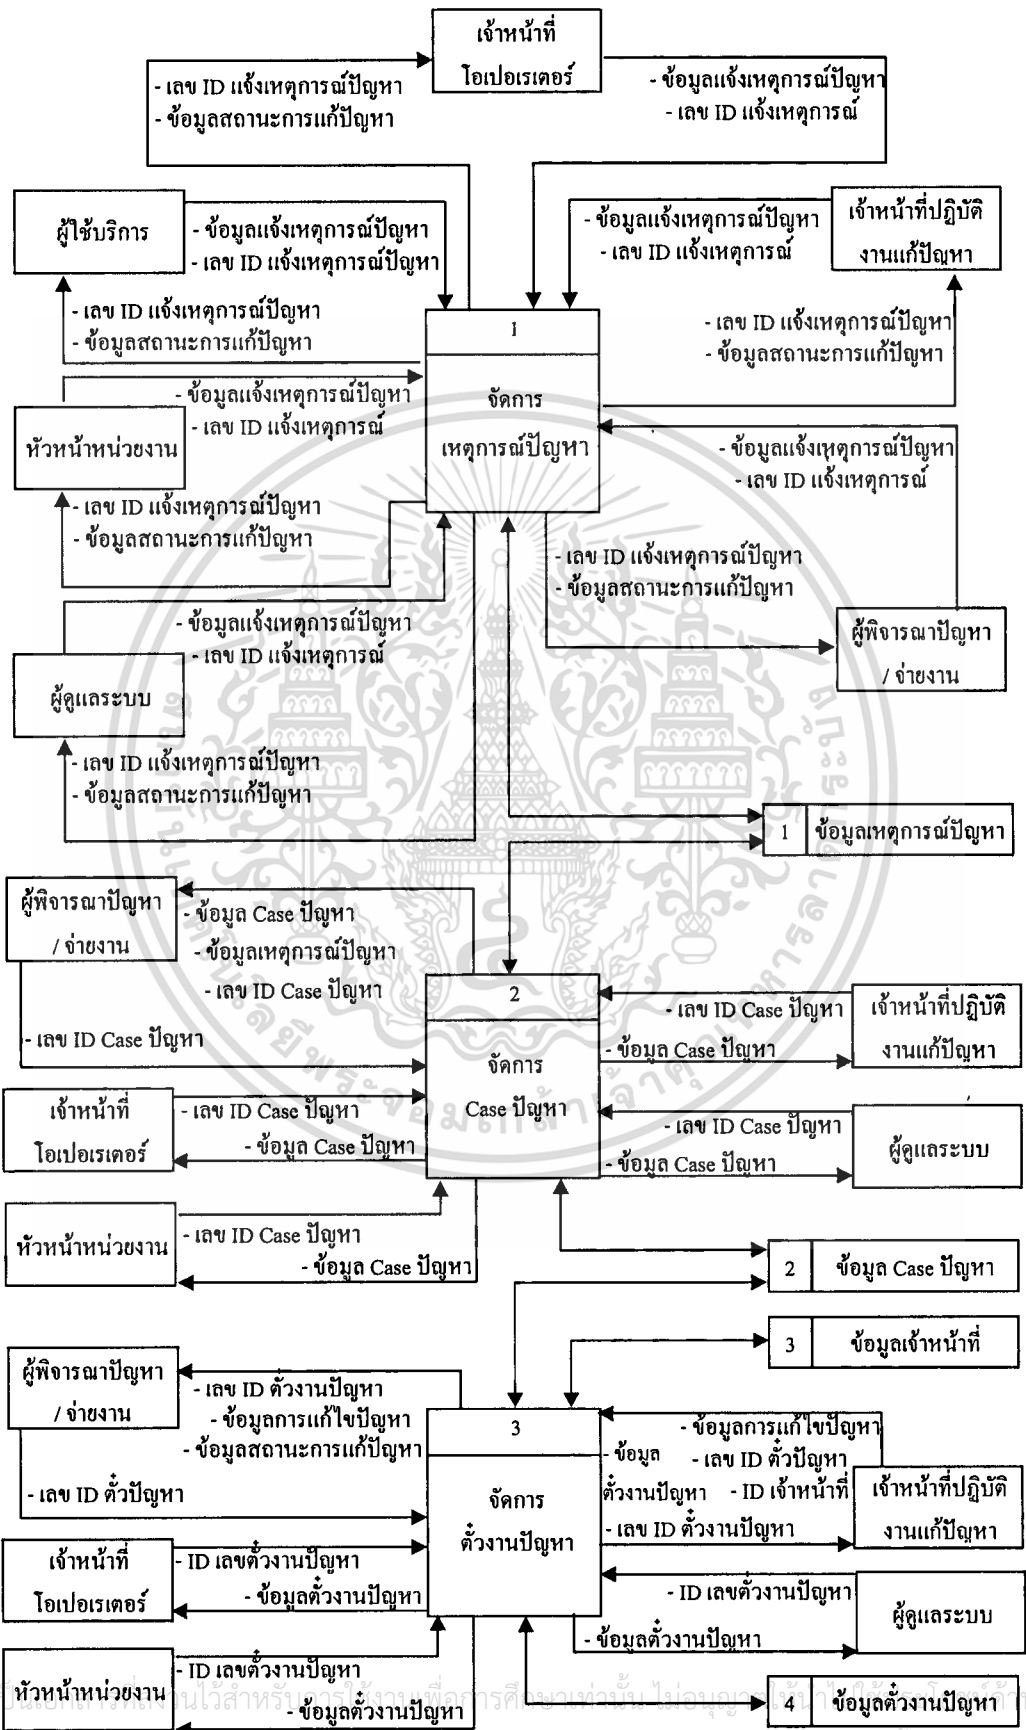 เจ้าหน้าที่
โอเปอเรเตอร์
- เลข ID แจ้งเหตุการณ์ปัญหา
- ข้อมูลสถานะการแก้ปัญหา
- ข้อมูลแจ้งเหตุการณ์ปัญหา
- เลข ID แจ้งเหตุการณ์
ผู้ใช้บริการ
- ข้อมูลแจ้งเหตุการณ์ปัญหา
- เลข ID แจ้งเหตุการณ์ปัญหา
- ข้อมูลแจ้งเหตุการณ์ปัญหา
- เลข ID แจ้งเหตุการณ์
เจ้าหน้าที่ปฏิบัติ
งานแก้ปัญหา
- เลข ID แจ้งเหตุการณ์ปัญหา
- ข้อมูลสถานะการแก้ปัญหา
1
จัดการ
เหตุการณ์ปัญหา
- เลข ID แจ้งเหตุการณ์ปัญหา
- ข้อมูลสถานะการแก้ปัญหา
- ข้อมูลแจ้งเหตุการณ์ปัญหา
- เลข ID แจ้งเหตุการณ์
หัวหน้าหน่วยงาน
- ข้อมูลแจ้งเหตุการณ์ปัญหา
- เลข ID แจ้งเหตุการณ์
- เลข ID แจ้งเหตุการณ์ปัญหา
- ข้อมูลสถานะการแก้ปัญหา
- เลข ID แจ้งเหตุการณ์ปัญหา
- ข้อมูลสถานะการแก้ปัญหา
- ข้อมูลแจ้งเหตุการณ์ปัญหา
- เลข ID แจ้งเหตุการณ์
ผู้พิจารณาปัญหา
/ จ่ายงาน
ผู้ดูแลระบบ
- เลข ID แจ้งเหตุการณ์ปัญหา
- ข้อมูลสถานะการแก้ปัญหา
1 ข้อมูลเหตุการณ์ปัญหา
ผู้พิจารณาปัญหา
/ จ่ายงาน
- ข้อมูล Case ปัญหา
- ข้อมูลเหตุการณ์ปัญหา
- เลข ID Case ปัญหา
- เลข ID Case ปัญหา
2
จัดการ
Case ปัญหา
- เลข ID Case ปัญหา
- ข้อมูล Case ปัญหา
เจ้าหน้าที่ปฏิบัติ
งานแก้ปัญหา
เจ้าหน้าที่
โอเปอเรเตอร์
- เลข ID Case ปัญหา
- ข้อมูล Case ปัญหา
- เลข ID Case ปัญหา
- ข้อมูล Case ปัญหา
ผู้ดูแลระบบ
หัวหน้าหน่วยงาน
- เลข ID Case ปัญหา
- ข้อมูล Case ปัญหา
2 ข้อมูล Case ปัญหา
3 ข้อมูลเจ้าหน้าที่
ผู้พิจารณาปัญหา
/ จ่ายงาน
- เลข ID ตั๋วงานปัญหา
- ข้อมูลการแก้ไขปัญหา
- ข้อมูลสถานะการแก้ปัญหา
- เลข ID ตั๋วปัญหา
3
จัดการ
ตั๋วงานปัญหา
- ข้อมูลการแก้ไขปัญหา
- เลข ID ตั๋วปัญหา
- ID เจ้าหน้าที่
- ข้อมูล
ตั๋วงานปัญหา
- เลข ID ตั๋วงานปัญหา
เจ้าหน้าที่ปฏิบัติ
งานแก้ปัญหา
เจ้าหน้าที่
โอเปอเรเตอร์
- ID เลขตั๋วงานปัญหา
- ข้อมูลตั๋วงานปัญหา
- ID เลขตั๋วงานปัญหา
- ข้อมูลตั๋วงานปัญหา
ผู้ดูแลระบบ
หัวหน้าหน่วยงาน
- ID เลขตั๋วงานปัญหา
- ข้อมูลตั๋วงานปัญหา
4 ข้อมูลตั๋วงานปัญหา